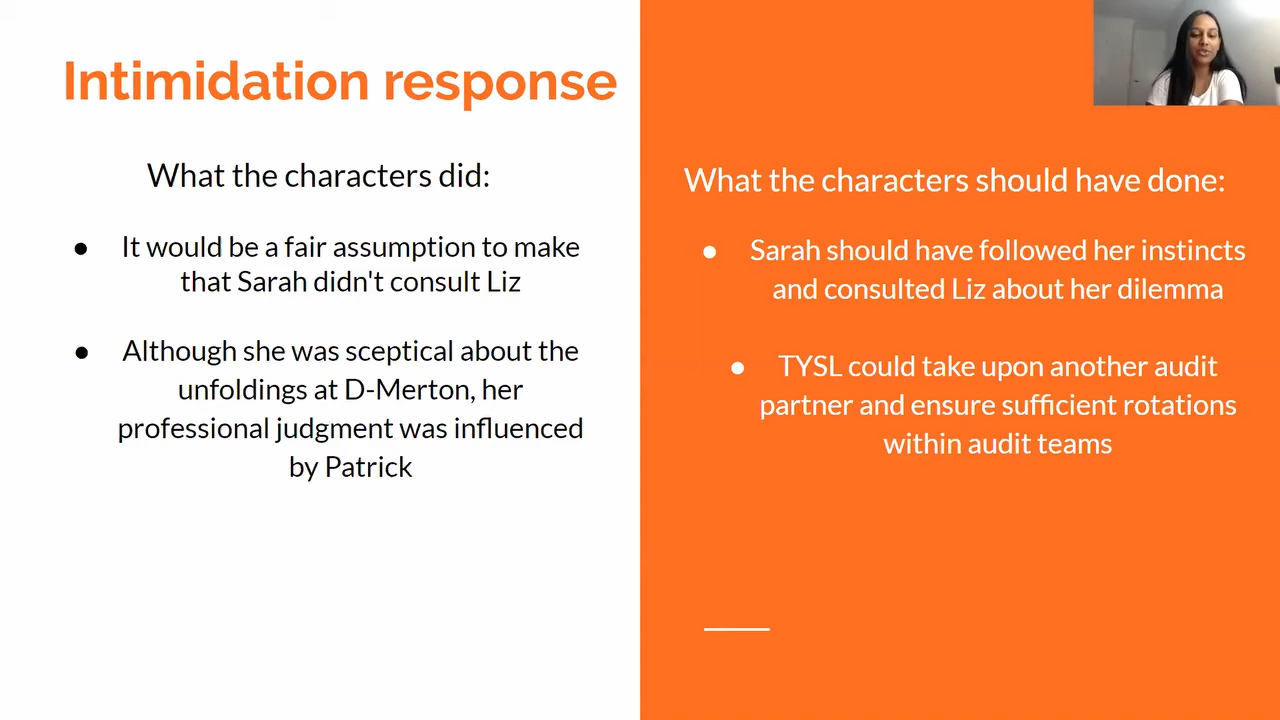 Intimidation response
What the characters did:
● It would be a fair assumption to make
that Sarah didn't consult Liz
● Although she was sceptical about the
unfoldings at D-Merton, her
professional judgment was influenced
by Patrick
What the characters should have done:
● Sarah should have followed her instincts
and consulted Liz about her dilemma
● TYSL could take upon another audit
partner and ensure sufficient rotations
within audit teams